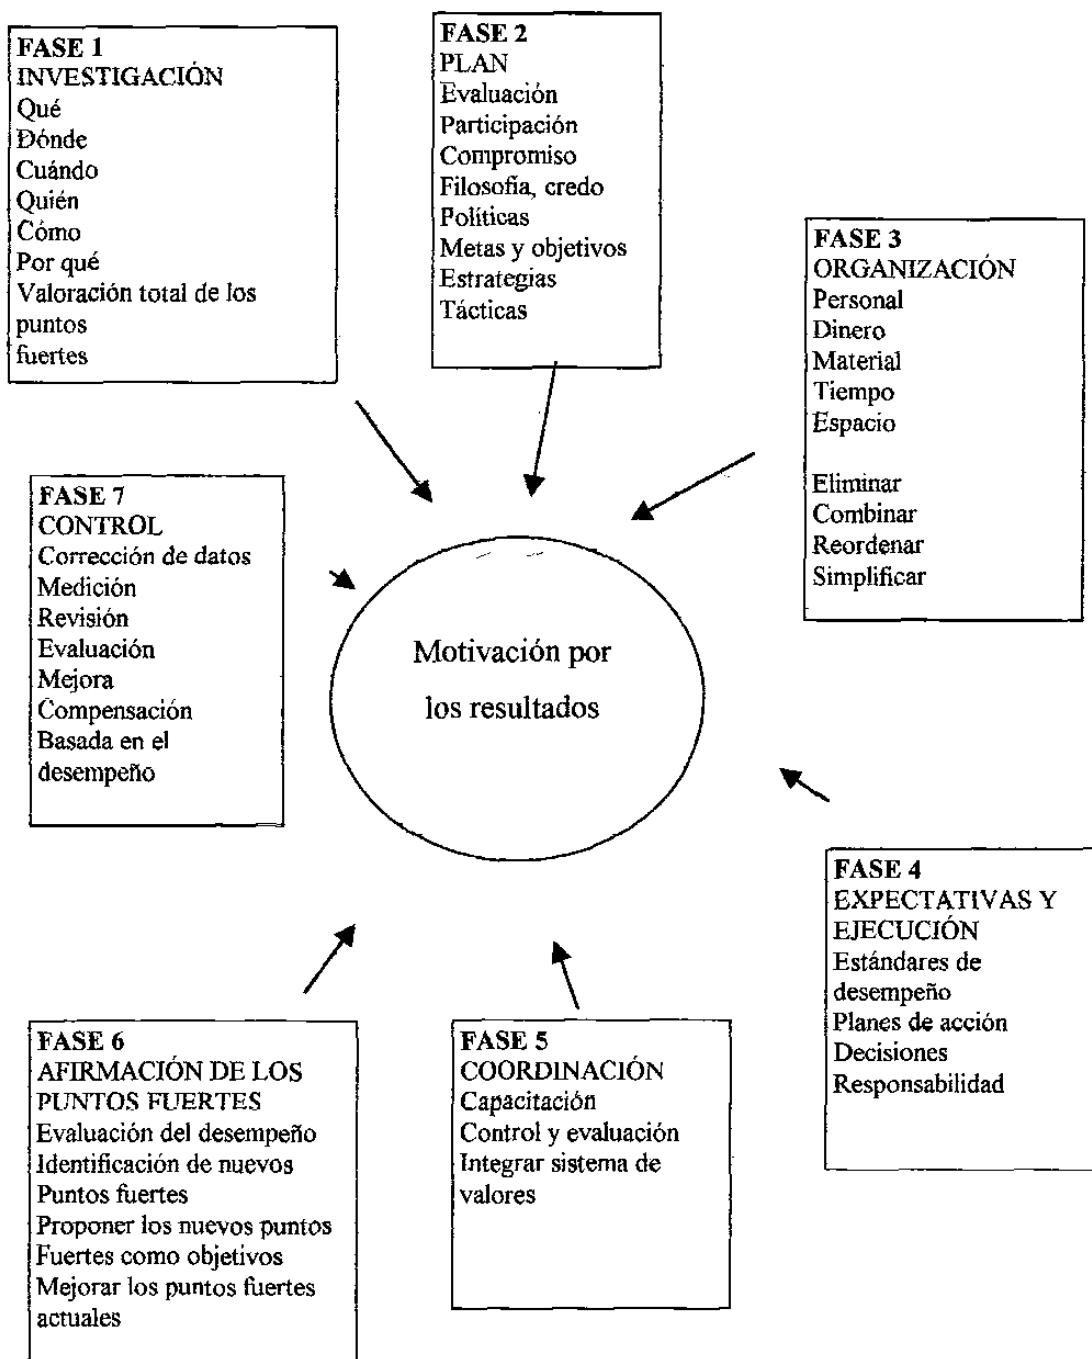 FASE 1
INVESTIGACIÓN
Qué
Dónde
Cuándo
Quién
Cómo
Por qué
Valoración total de los
puntos
fuertes
FASE 2
PLAN
Evaluación
Participación
Compromiso
Filosofía, credo
Políticas
Metas y objetivos
Estrategias
Tácticas
FASE 3
ORGANIZACIÓN
Personal
Dinero
Material
Tiempo
Espacio
Eliminar
Combinar
Reordenar
Simplificar
FASE 7
CONTROL
Corrección de datos
Medición
Revisión
Evaluación
Mejora
Compensación
Basada en el
desempeño
Motivación por
los resultados
FASE 4
EXPECTATIVAS Y
EJECUCIÓN
Estándares de
desempeño
Planes de acción
Decisiones
Responsabilidad
FASE 6
AFIRMACIÓN DE LOS
PUNTOS FUERTES
Evaluación del desempeño
Identificación de nuevos
Puntos fuertes
Proponer los nuevos puntos
Fuertes como objetivos
Mejorar los puntos fuertes
actuales
FASE 5
COORDINACIÓN
Capacitación
Control y evaluación
Integrar sistema de
valores